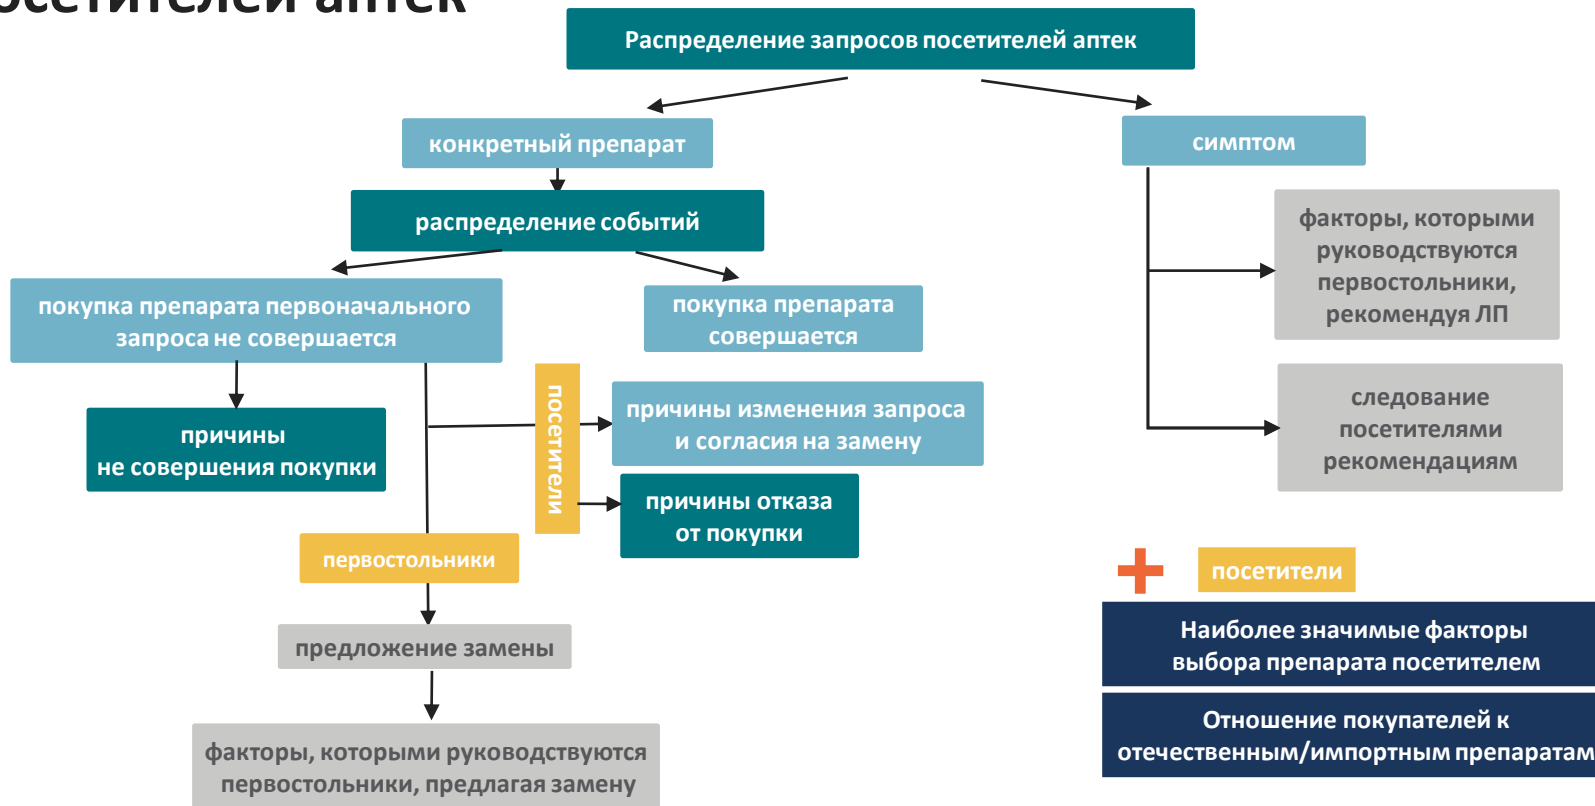 посетителей аптек
Распределение запросов посетителей аптек
конкретный препарат
симптом
распределение событий
факторы, которыми
руководствуются
первостольники,
рекомендуя ЛП
покупка препарата первоначального
запроса не совершается
покупка препарата
совершается
посетители
причины изменения запроса
и согласия на замену
следование
посетителями
рекомендациям
причины
не совершения покупки
причины отказа
от покупки
первостольники
посетители
предложение замены
Наиболее значимые факторы
выбора препарата посетителем
Отношение покупателей к
отечественным/импортным препаратам
факторы, которыми руководствуются
первостольники, предлагая замену